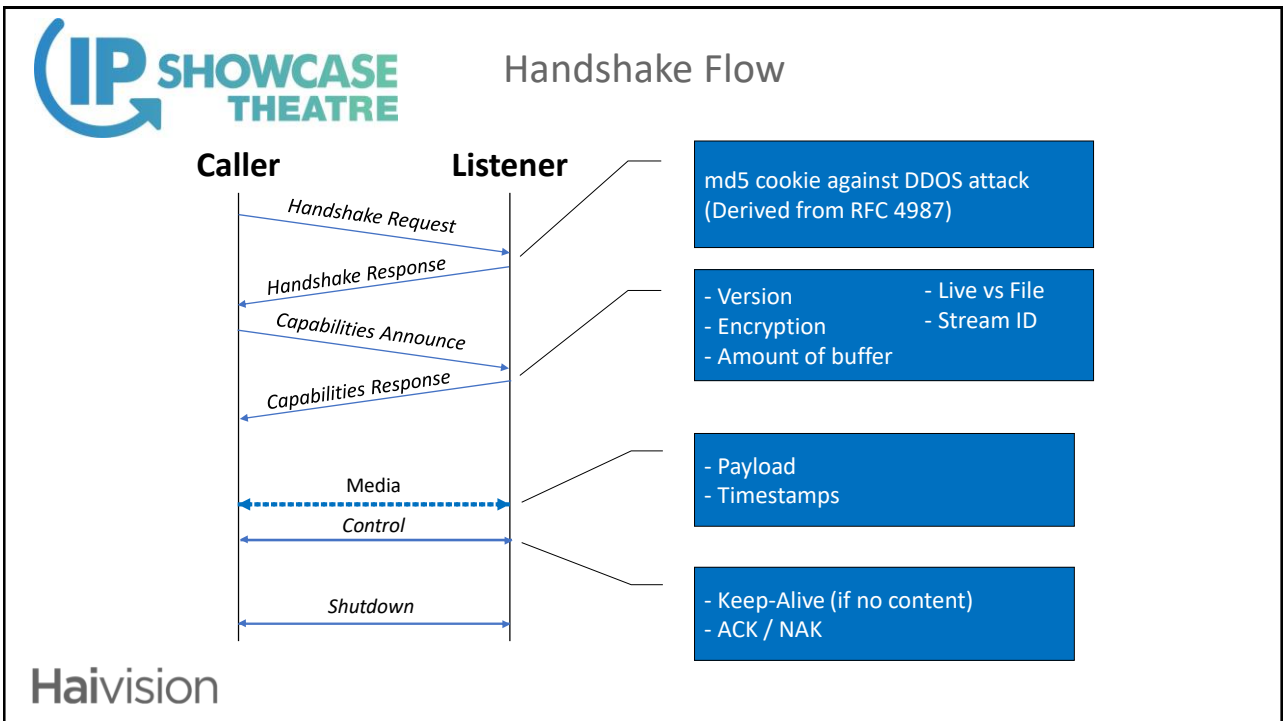 IP SHOWCASE
THEATRE
Handshake Flow
Caller
Listener
Handshake Request
Handshake Response
Capabilities Announce
Capabilities Response
Media
Control
Shutdown
md5 cookie against DDOS attack
(Derived from RFC 4987)
- Version
- Encryption
- Amount of buffer
- Live vs File
- Stream ID
- Payload
- Timestamps
- Keep-Alive (if no content)
- ACK / NAK
Haivision